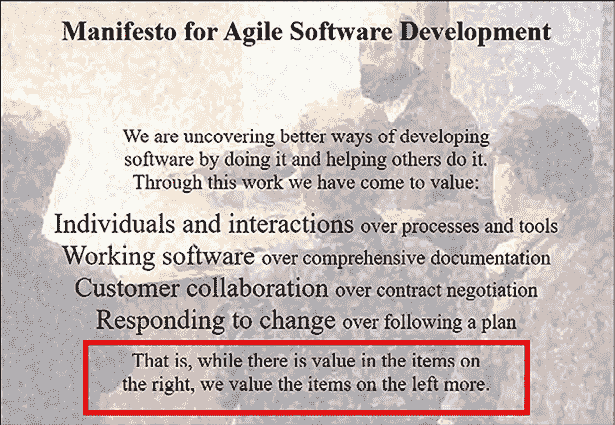 Manifesto for Agile Software Development
We are uncovering better ways of developing
software by doing it and helping others do it.
Through this work we have come to value:
Individuals and interactions over processes and tools
Working software over comprehensive documentation
Customer collaboration over contract negotiation
Responding to change over following a plan
That is, while there is value in the items on
the right, we value the items on the left more.